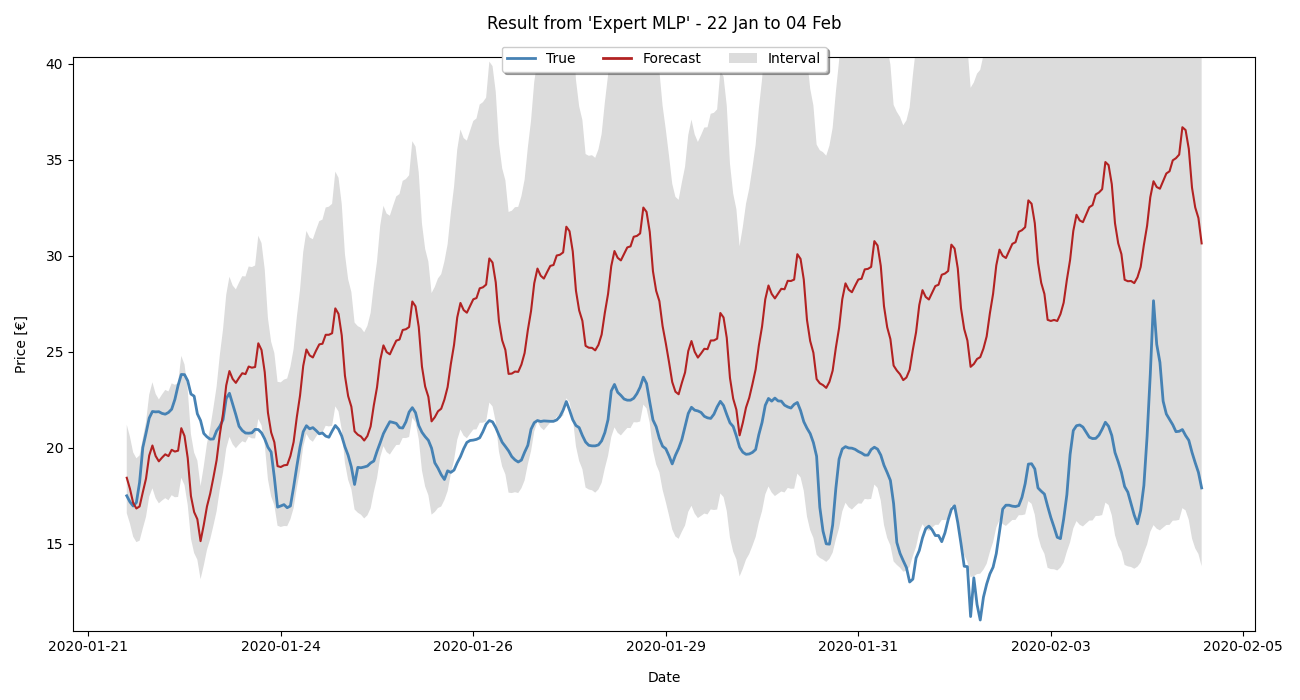 Result from 'Expert MLP' - 22 Jan to 04 Feb
True Forecast Interval
40
35
30
25
20
15
Price [€]
2020-01-21 2020-01-24 2020-01-26 2020-01-29 2020-01-31 2020-02-03 2020-02-05
Date